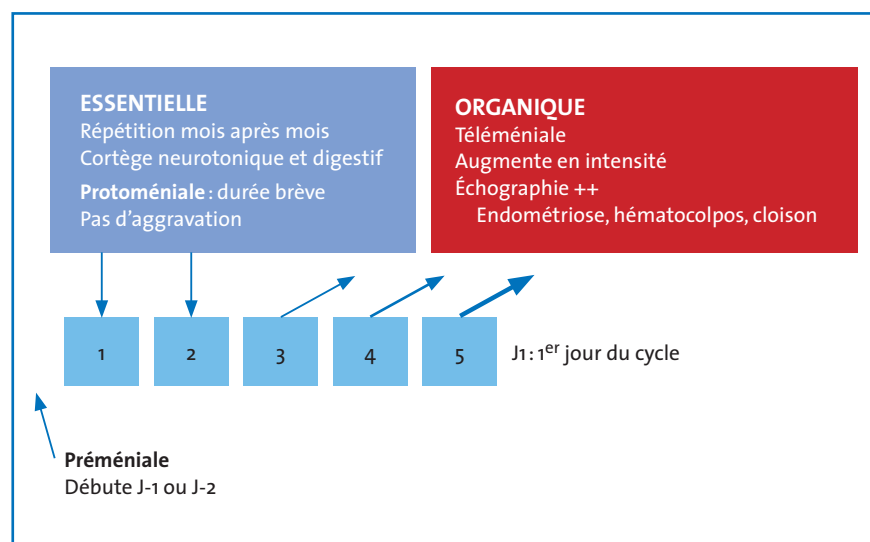 ESSENTIELLE
Répétition mois après mois
Cortège neurotonique et digestif
Protoméniale : durée brève
Pas d’aggravation
ORGANIQUE
Téléméniale
Augmente en intensité
Échographie ++
Endométriose, hématocolpos, cloison
1
2
3
4
5
J1 : 1er jour du cycle
Préméniale
Débute J-1 ou J-2